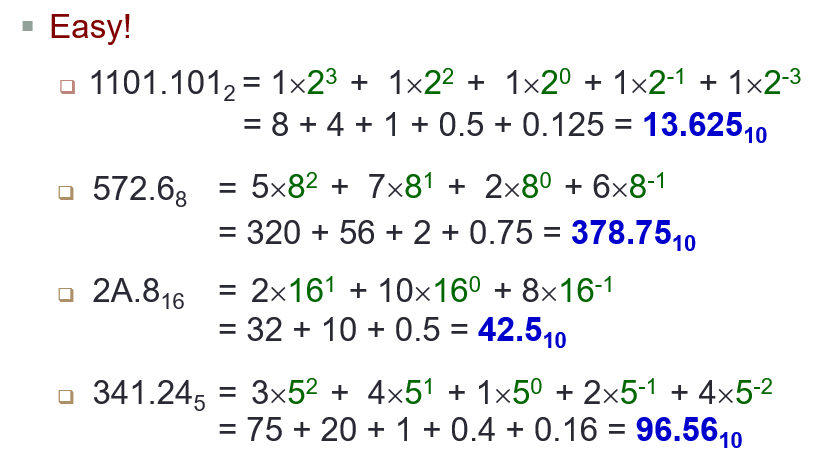 Easy!
1101.101₂ = 1×2³ + 1×2² + 1×2⁰ + 1×2⁻¹ + 1×2⁻³
= 8 + 4 + 1 + 0.5 + 0.125 = 13.625₁₀
572.6₈ = 5×8² + 7×8¹ + 2×8⁰ + 6×8⁻¹
= 320 + 56 + 2 + 0.75 = 378.75₁₀
2A.8₁₆ = 2×16¹ + 10×16⁰ + 8×16⁻¹
= 32 + 10 + 0.5 = 42.5₁₀
341.24₅ = 3×5² + 4×5¹ + 1×5⁰ + 2×5⁻¹ + 4×5⁻²
= 75 + 20 + 1 + 0.4 + 0.16 = 96.56₁₀